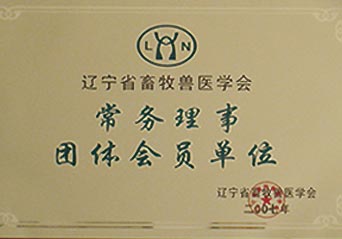 L N
辽宁省畜牧兽医学会
常务理事
团体会员单位
辽宁省畜牧兽医学会
二00七年